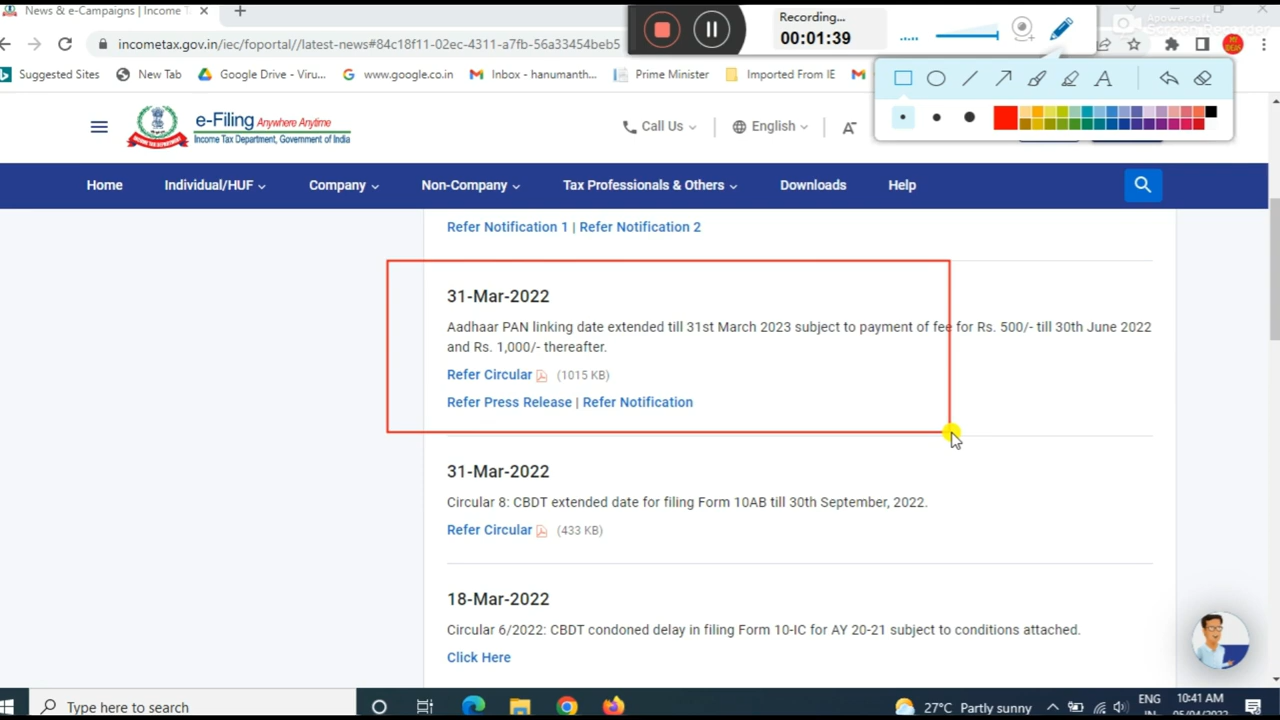 News & e-Campaigns | Income T
Recording...
00:01:39
Apowersoft
Screen Recorder
incometax.gov.in/iec/foportal//latest-news#84c18f11-02ec-4311-a7fb-56a33454beb5
Suggested Sites
New Tab
Google Drive - Viru...
www.google.co.in
Inbox - hanumanth...
Prime Minister
Imported From IE
A
e-Filing Anywhere Anytime
Income Tax Department, Government of India
Call Us
English
A-
Home
Individual/HUF
Company
Non-Company
Tax Professionals & Others
Downloads
Help
Refer Notification 1 | Refer Notification 2
31-Mar-2022
Aadhaar PAN linking date extended till 31st March 2023 subject to payment of fee for Rs. 500/- till 30th June 2022
and Rs. 1,000/- thereafter.
Refer Circular (1015 KB)
Refer Press Release | Refer Notification
31-Mar-2022
Circular 8: CBDT extended date for filing Form 10AB till 30th September, 2022.
Refer Circular (433 KB)
18-Mar-2022
Circular 6/2022: CBDT condoned delay in filing Form 10-IC for AY 20-21 subject to conditions attached.
Click Here
Type here to search
27°C Partly sunny
ENG
IN
10:41 AM
05/04/2022